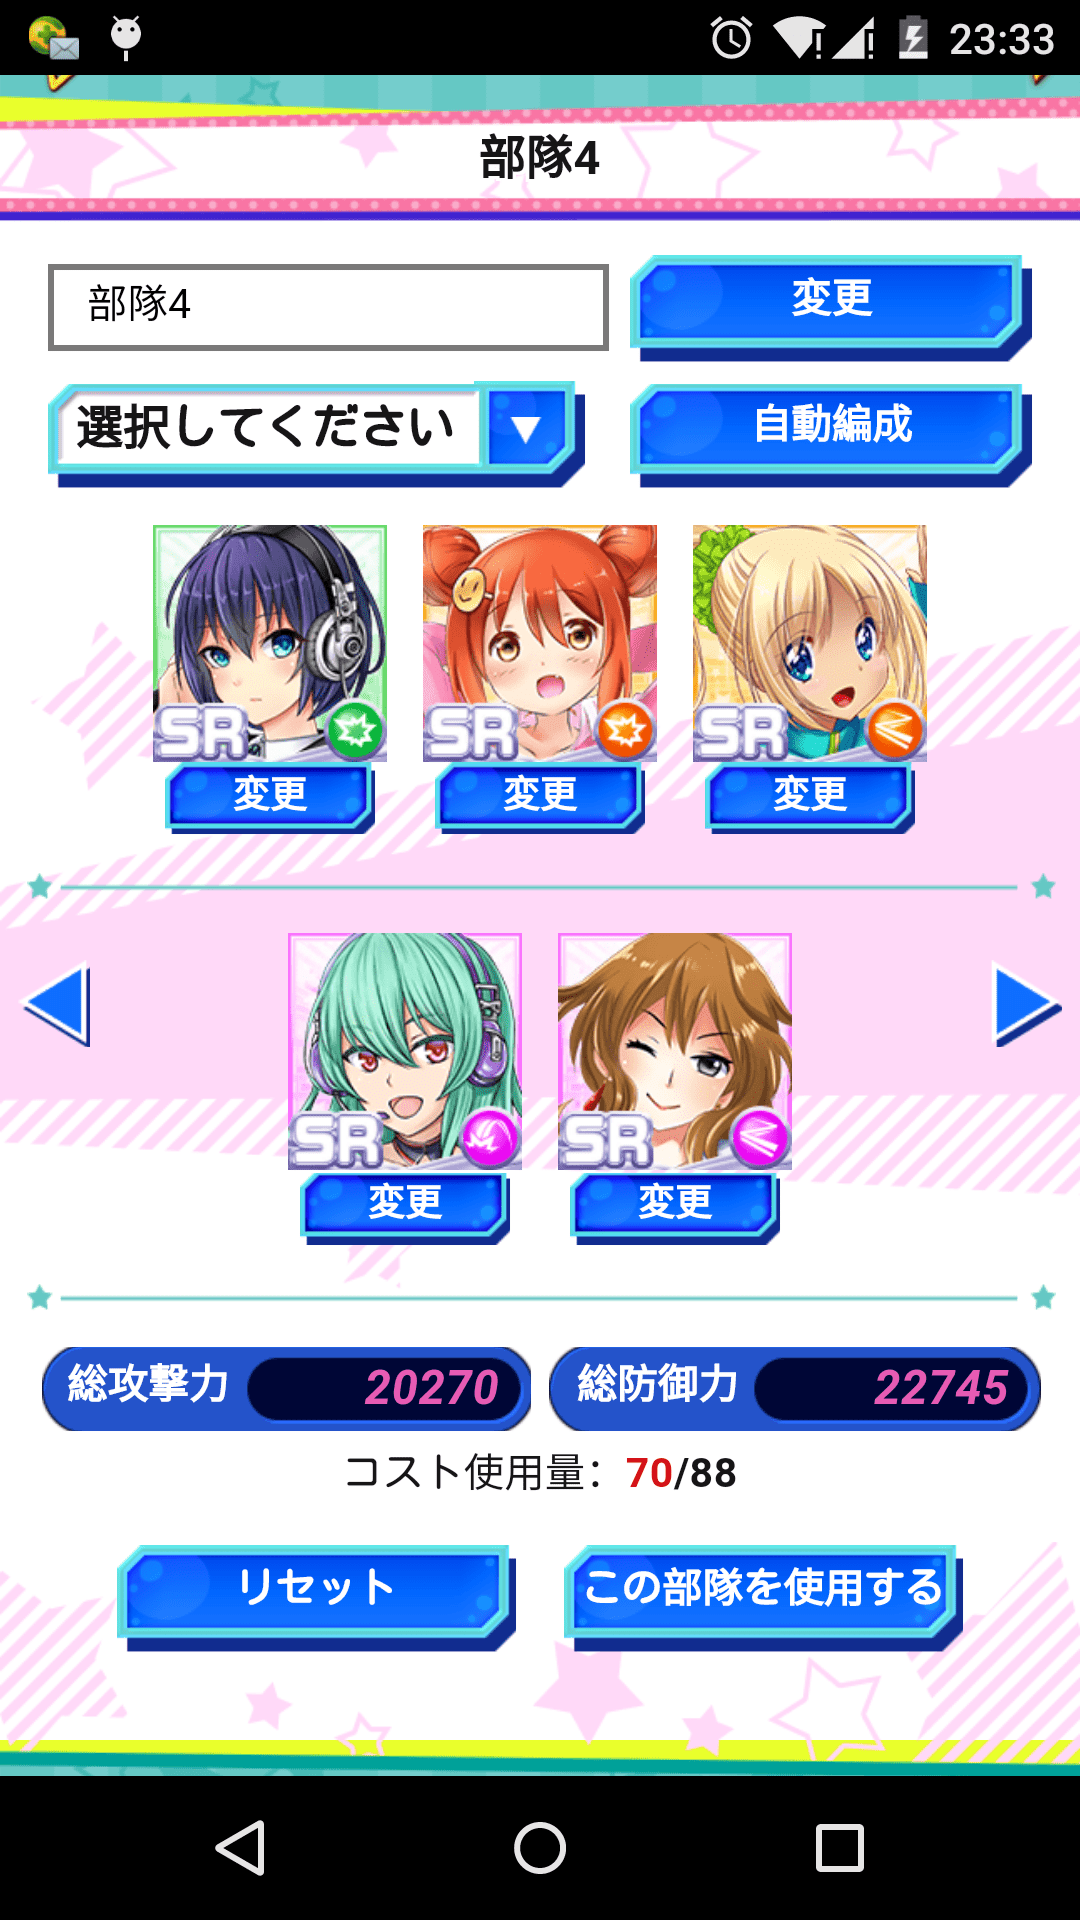 23:33
部隊4
部隊4
変更
選択してください
▼
自動編成
SR
SR
SR
変更
変更
変更
SR
SR
変更
変更
総攻撃力 20270
総防御力 22745
コスト使用量：70/88
リセット
この部隊を使用する